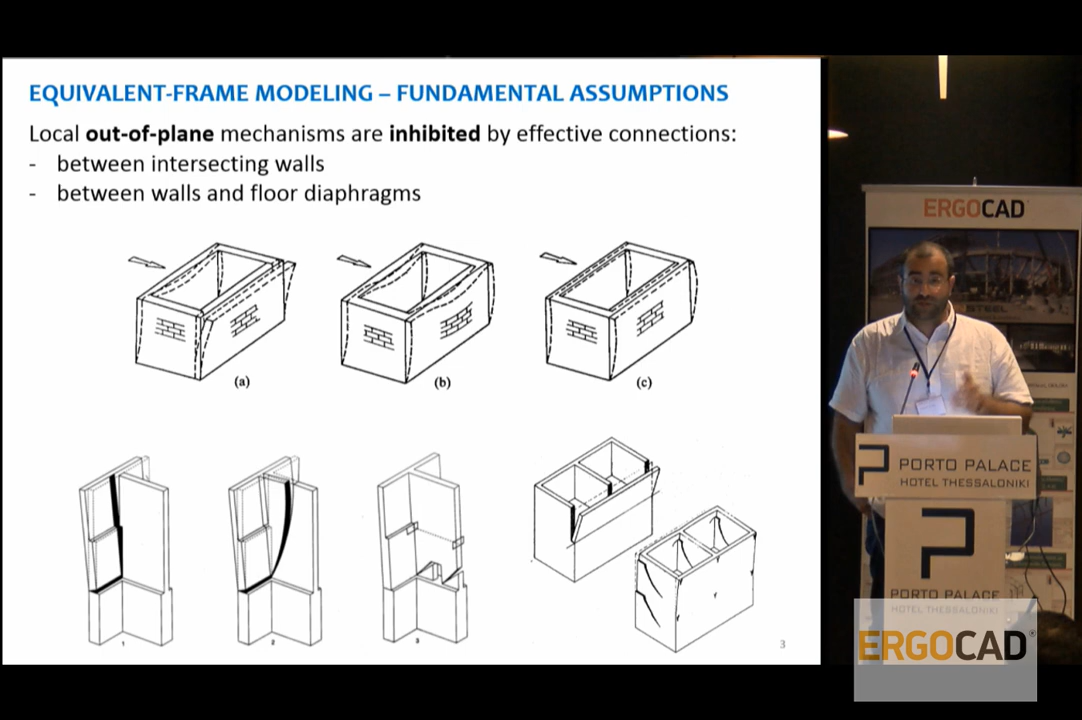 EQUIVALENT-FRAME MODELING – FUNDAMENTAL ASSUMPTIONS
Local out-of-plane mechanisms are inhibited by effective connections:
- between intersecting walls
- between walls and floor diaphragms
(a)
(b)
(c)
1
2
3
3
ERGOCAD
STEEL
PORTO PALACE
HOTEL THESSALONIKI
PORTO PALACE
HOTEL THESSALONIKI
ERGOCAD®